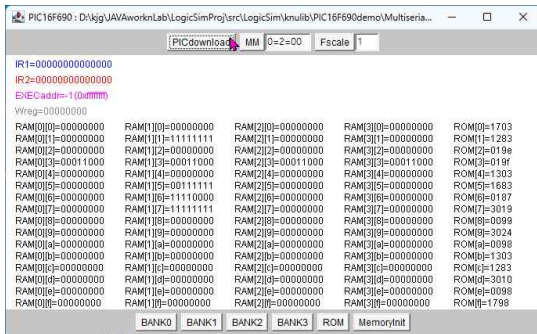 PIC16F690 : D:\kjg\JAVAworknLab\LogicSimProj\src\LogicSim\knulib\PIC16F690demo\Multiseria...
PICdownload MM 0=2=00 Fscale 1
IR1=00000000000000
IR2=00000000000000
EXECaddr=-1(0xffffffff)
Wreg=00000000
RAM[0][0]=00000000 RAM[1][0]=00000000 RAM[2][0]=00000000 RAM[3][0]=00000000 ROM[0]=1703
RAM[0][1]=00000000 RAM[1][1]=11111111 RAM[2][1]=00000000 RAM[3][1]=00000000 ROM[1]=1283
RAM[0][2]=00000000 RAM[1][2]=00000000 RAM[2][2]=00000000 RAM[3][2]=00000000 ROM[2]=019e
RAM[0][3]=00011000 RAM[1][3]=00011000 RAM[2][3]=00011000 RAM[3][3]=00011000 ROM[3]=019f
RAM[0][4]=00000000 RAM[1][4]=00000000 RAM[2][4]=00000000 RAM[3][4]=00000000 ROM[4]=1303
RAM[0][5]=00000000 RAM[1][5]=00111111 RAM[2][5]=00000000 RAM[3][5]=00000000 ROM[5]=1683
RAM[0][6]=00000000 RAM[1][6]=11110000 RAM[2][6]=00000000 RAM[3][6]=00000000 ROM[6]=0187
RAM[0][7]=00000000 RAM[1][7]=11111111 RAM[2][7]=00000000 RAM[3][7]=00000000 ROM[7]=3019
RAM[0][8]=00000000 RAM[1][8]=00000000 RAM[2][8]=00000000 RAM[3][8]=00000000 ROM[8]=0099
RAM[0][9]=00000000 RAM[1][9]=00000000 RAM[2][9]=00000000 RAM[3][9]=00000000 ROM[9]=3024
RAM[0][a]=00000000 RAM[1][a]=00000000 RAM[2][a]=00000000 RAM[3][a]=00000000 ROM[a]=0098
RAM[0][b]=00000000 RAM[1][b]=00000000 RAM[2][b]=00000000 RAM[3][b]=00000000 ROM[b]=1303
RAM[0][c]=00000000 RAM[1][c]=00000000 RAM[2][c]=00000000 RAM[3][c]=00000000 ROM[c]=1283
RAM[0][d]=00000000 RAM[1][d]=00000000 RAM[2][d]=00000000 RAM[3][d]=00000000 ROM[d]=3010
RAM[0][e]=00000000 RAM[1][e]=00000000 RAM[2][e]=00000000 RAM[3][e]=00000000 ROM[e]=0098
RAM[0][f]=00000000 RAM[1][f]=00000000 RAM[2][f]=00000000 RAM[3][f]=00000000 ROM[f]=1798
BANK0 BANK1 BANK2 BANK3 ROM MemoryInit